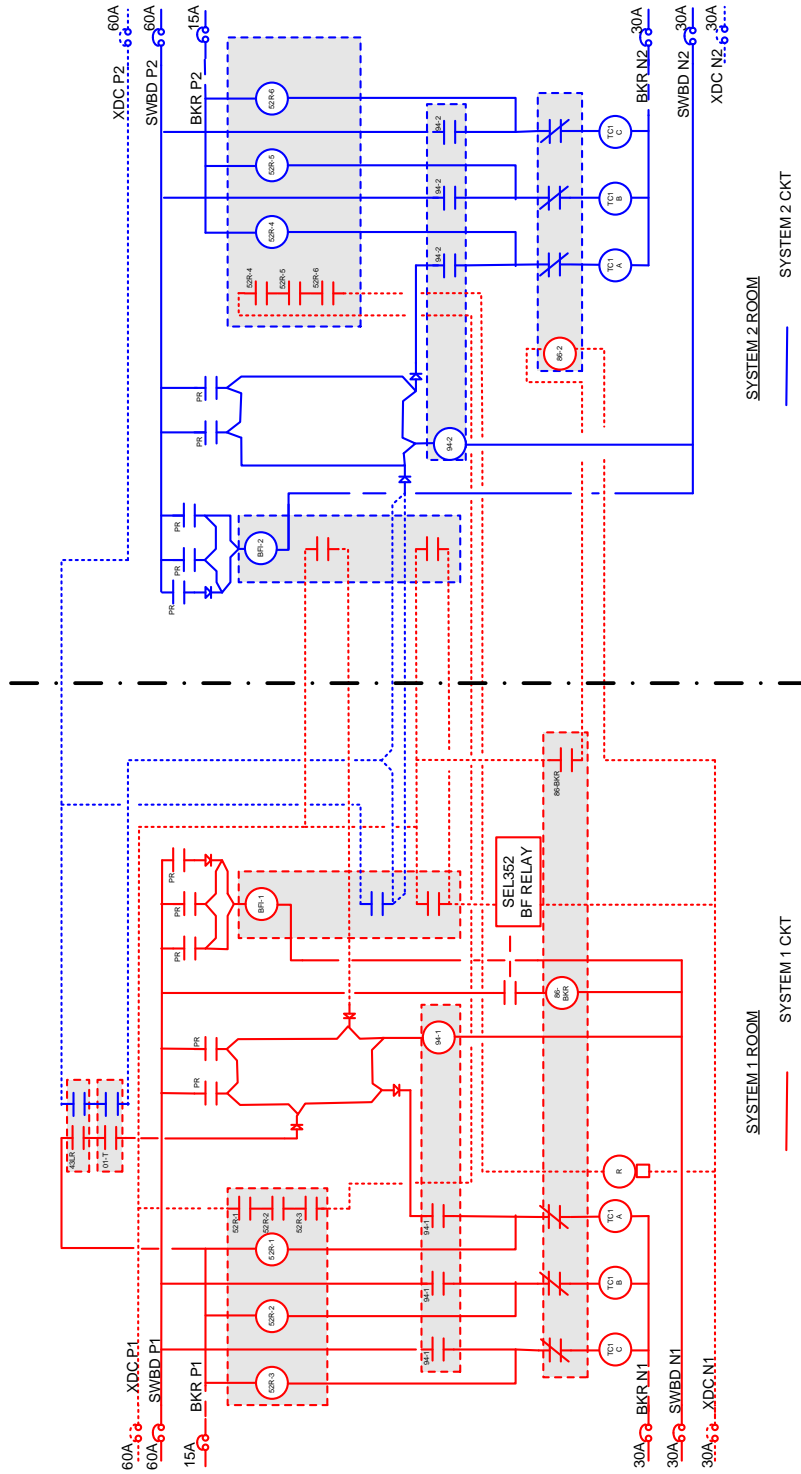 60A
XDC P1
60A
SWBD P1
15A
BKR P1
XDC P2
60A
SWBD P2
60A
BKR P2
15A
43LR
01-T
52R-1
52R-2
52R-3
52R-3
52R-2
52R-1
94-1
94-1
94-1
PR
PR
94-1
PR
PR
PR
BFI-1
SEL352
BF RELAY
86-
BKR
86-BKR
R
TC1
C
TC1
B
TC1
A
30A
BKR N1
30A
SWBD N1
30A
XDC N1
SYSTEM 1 ROOM
SYSTEM 1 CKT
PR
PR
PR
BFI-2
PR
PR
94-2
52R-4
52R-5
52R-6
52R-4
52R-5
52R-6
94-2
94-2
94-2
86-2
TC1
A
TC1
B
TC1
C
BKR N2
30A
SWBD N2
30A
XDC N2
30A
SYSTEM 2 ROOM
SYSTEM 2 CKT